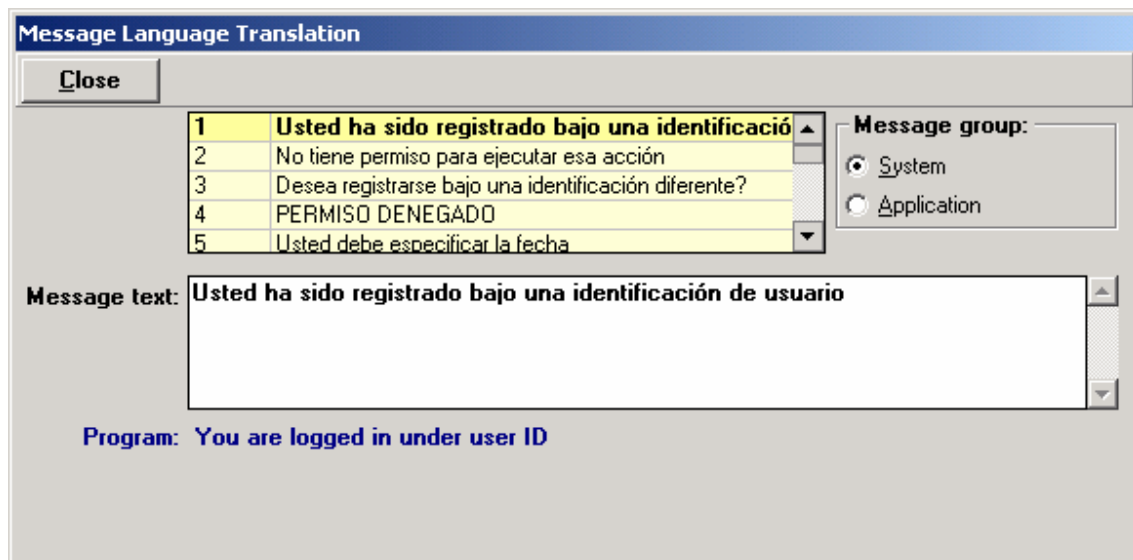 Message Language Translation
Close
1 Usted ha sido registrado bajo una identificació
2 No tiene permiso para ejecutar esa acción
3 Desea registrarse bajo una identificación diferente?
4 PERMISO DENEGADO
5 Usted debe especificar la fecha
Message group:
System
Application
Message text: Usted ha sido registrado bajo una identificación de usuario
Program: You are logged in under user ID